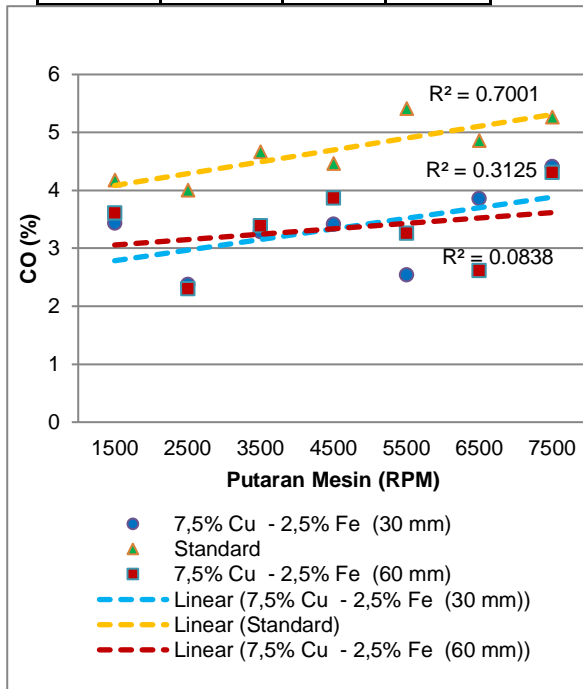 6
R² = 0.7001
5
4
R² = 0.3125
3
R² = 0.0838
2
1
0
CO (%)
1500 2500 3500 4500 5500 6500 7500
Putaran Mesin (RPM)
7,5% Cu - 2,5% Fe (30 mm)
Standard
7,5% Cu - 2,5% Fe (60 mm)
Linear (7,5% Cu - 2,5% Fe (30 mm))
Linear (Standard)
Linear (7,5% Cu - 2,5% Fe (60 mm))